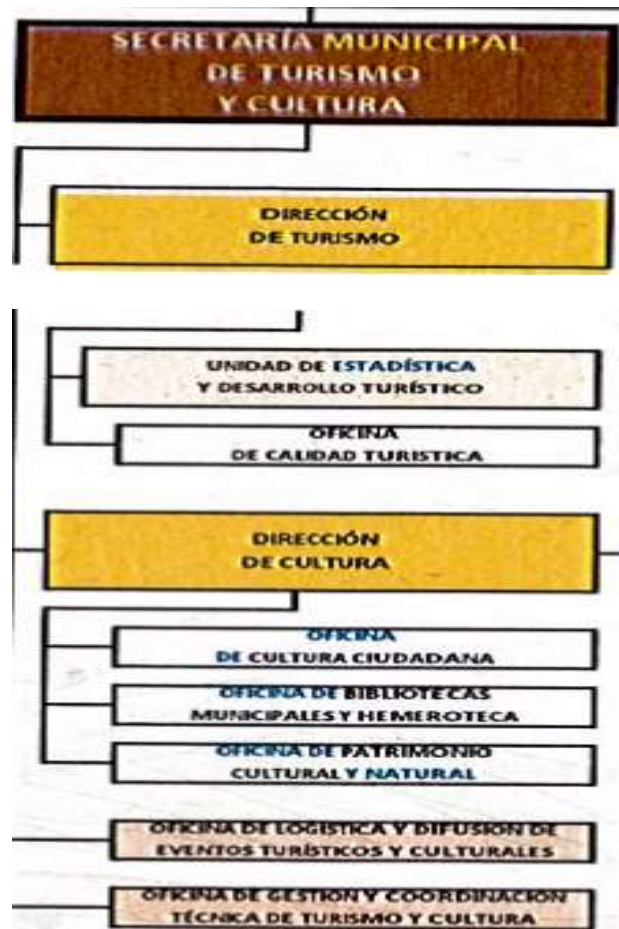 SECRETARÍA MUNICIPAL
DE TURISMO
Y CULTURA
DIRECCIÓN
DE TURISMO
UNIDAD DE ESTADÍSTICA
Y DESARROLLO TURÍSTICO
OFICINA
DE CALIDAD TURISTICA
DIRECCIÓN
DE CULTURA
OFICINA
DE CULTURA CIUDADANA
OFICINA DE BIBLIOTECAS
MUNICIPALES Y HEMEROTECA
OFICINA DE PATRIMONIO
CULTURAL Y NATURAL
OFICINA DE LOGISTICA Y DIFUSION DE
EVENTOS TURÍSTICOS Y CULTURALES
OFICINA DE GESTION Y COORDINACION
TÉCNICA DE TURISMO Y CULTURA